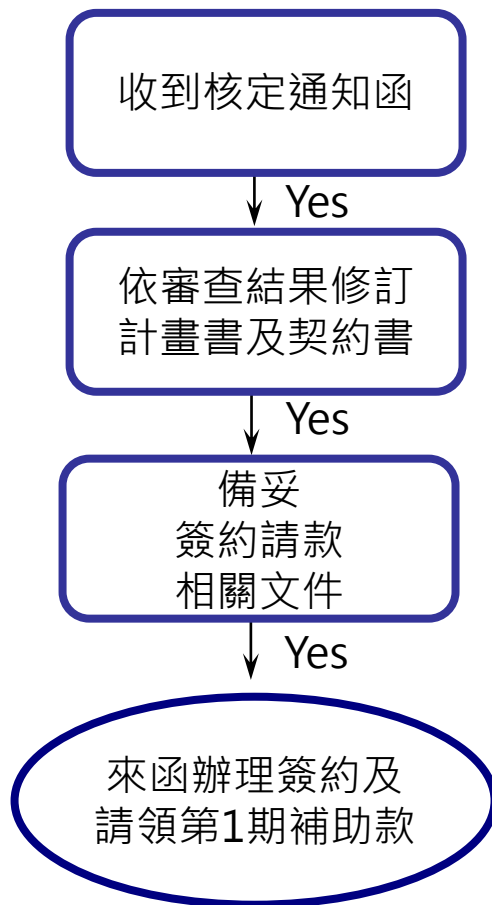 收到核定通知函
Yes
依審查結果修訂
計畫書及契約書
Yes
備妥
簽約請款
相關文件
Yes
來函辦理簽約及
請領第1期補助款